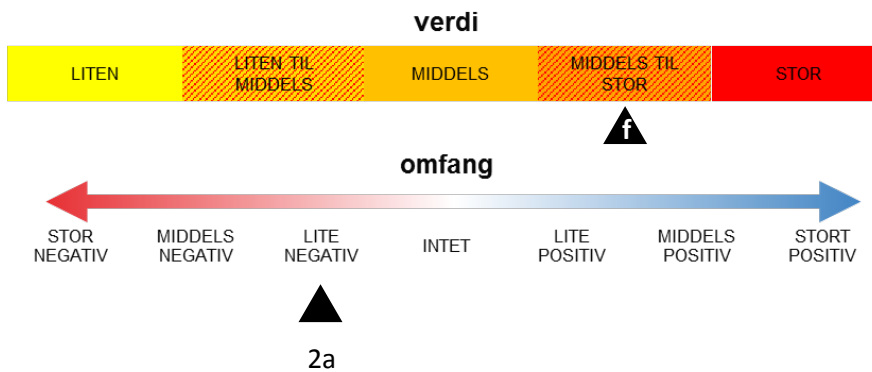 verdi
LITEN
LITEN TIL
MIDDELS
MIDDELS
MIDDELS TIL
STOR
STOR
f
omfang
STOR
NEGATIV
MIDDELS
NEGATIV
LITE
NEGATIV
INTET
LITE
POSITIV
MIDDELS
POSITIV
STORT
POSITIV
2a